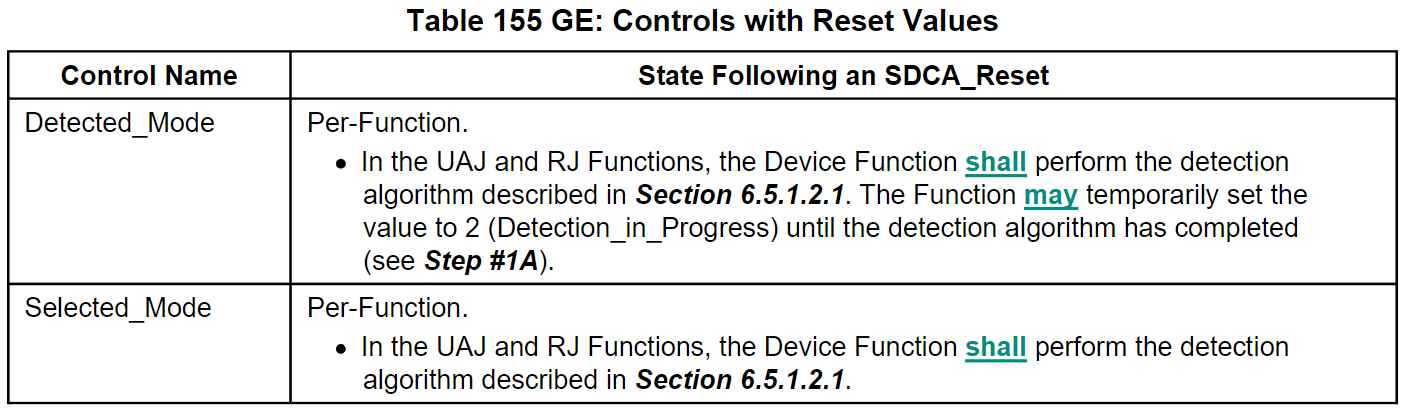 Table 155 GE: Controls with Reset Values
Control Name
State Following an SDCA_Reset
Detected_Mode
Per-Function.
• In the UAJ and RJ Functions, the Device Function shall perform the detection
algorithm described in Section 6.5.1.2.1. The Function may temporarily set the
value to 2 (Detection_in_Progress) until the detection algorithm has completed
(see Step #1A).
Selected_Mode
Per-Function.
• In the UAJ and RJ Functions, the Device Function shall perform the detection
algorithm described in Section 6.5.1.2.1.